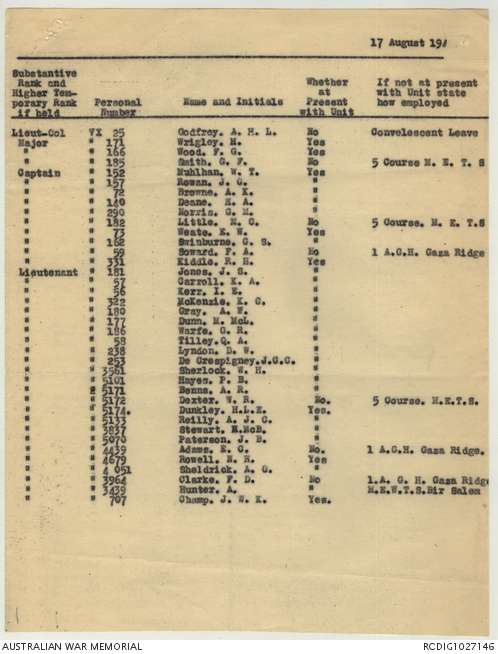 17 August 194
Substantive Rank and Higher Temporary Rank if held Personal Number Name and Initials Whether at Present with Unit If not at present with Unit state how employed
Lieut-Col VX 25 Godfrey, A. H. L. No Convelescent Leave
Major " 171 Wrigley, H. Yes
" " 166 Wood, F. G. Yes
" " 185 Smith, G. F. No 5 Course M. E. T. S
Captain " 152 Muhlhan, W. T. Yes
" " 157 Rowan, J. G. "
" " 72 Browne, A. K. "
" " 140 Deane, H. A. "
" " 290 Norris, G. M. "
" " 182 Little, N. G. No 5 Course. M. E. T. S
" " 73 Weate, E. W. Yes
" " 162 Swinburne, G. S. "
" " 59 Soward, F. A. No 1 A.G.H. Gaza Ridge
" " 331 Kiddle, R. H. Yes
Lieutenant " 181 Jones, J. S. "
" " 57 Carroll, K. A. "
" " 56 Kerr, I. E. "
" " 322 McKenzie, K. C. "
" " 180 Gray, A. W. "
" " 177 Dunn, M. McL. "
" " 186 Warfe, G. R. "
" " 58 Tilley, Q. A. "
" " 238 Lyndon, D. W. "
" " 253 De Crespigney, J.C.C. "
" " 3561 Sherlock, W. H. "
" " 5101 Hayes, P. B. "
" " 5171 Benns, A. R. "
" " 5172 Dexter, W. R. No. 5 Course. M.E.T.S.
" " 5174. Dunkley, H.L.E. Yes.
" " 5133 Reilly, A. J. C. "
" " 3837 Stewart, H.McB. "
" " 5070 Paterson, J. B. "
" " 4439 Adams, E. G. No. 1 A.G.H. Gaza Ridge.
" " 4679 Rowell, N. R. Yes
" " 4 051 Sheldrick, A. G. "
" " 3964 Clarke, F. D. No 1.A. G. H. Gaza Ridge
" " 3439 Hunter, A. " M.E.W.T.S.Bir Salem
" " 707 Champ, J. W. K. Yes.
AUSTRALIAN WAR MEMORIAL RCDIG1027146